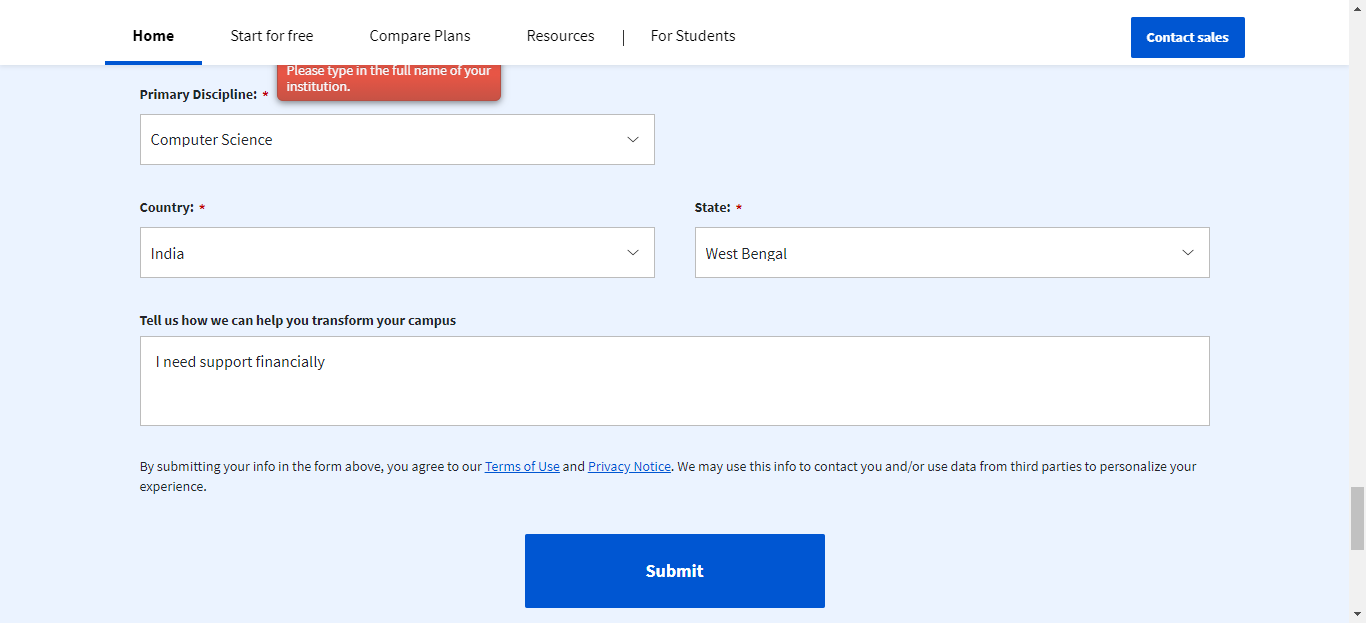 Home Start for free Compare Plans Resources | For Students Contact sales
Please type in the full name of your
institution.
Primary Discipline: *
Computer Science
Country: * State: *
India West Bengal
Tell us how we can help you transform your campus
I need support financially
By submitting your info in the form above, you agree to our Terms of Use and Privacy Notice. We may use this info to contact you and/or use data from third parties to personalize your
experience.
Submit